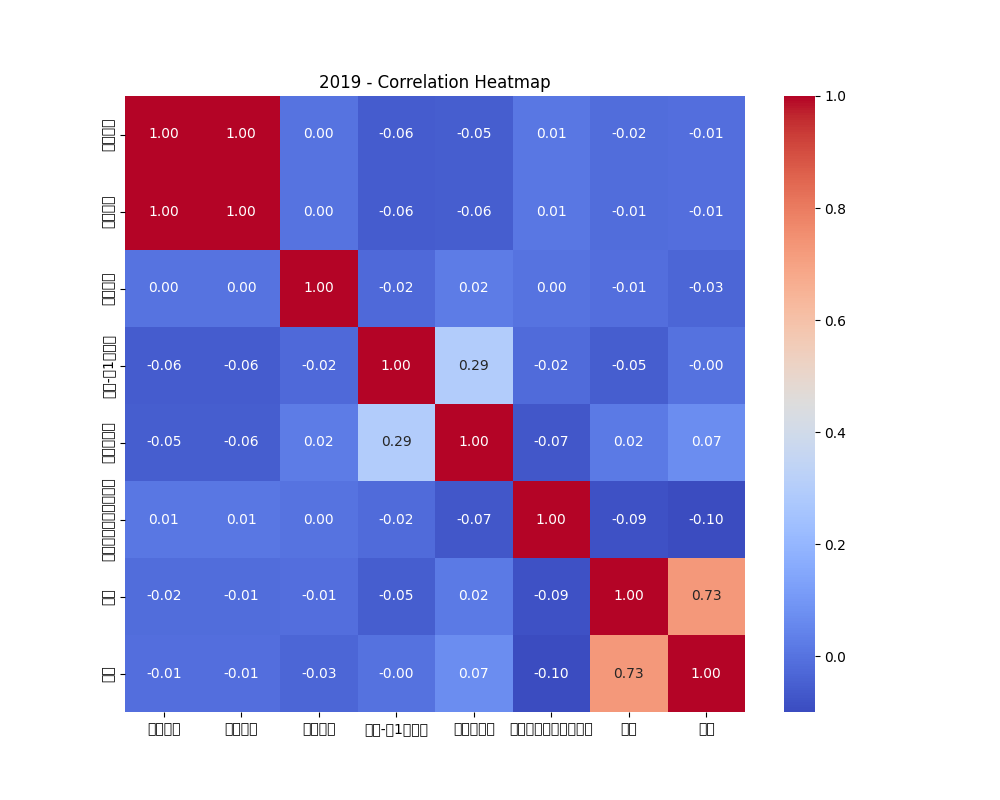 2019 - Correlation Heatmap
1.00 1.00 0.00 -0.06 -0.05 0.01 -0.02 -0.01
1.00 1.00 0.00 -0.06 -0.06 0.01 -0.01 -0.01
0.00 0.00 1.00 -0.02 0.02 0.00 -0.01 -0.03
-0.06 -0.06 -0.02 1.00 0.29 -0.02 -0.05 -0.00
-0.05 -0.06 0.02 0.29 1.00 -0.07 0.02 0.07
0.01 0.01 0.00 -0.02 -0.07 1.00 -0.09 -0.10
-0.02 -0.01 -0.01 -0.05 0.02 -0.09 1.00 0.73
-0.01 -0.01 -0.03 -0.00 0.07 -0.10 0.73 1.00
1.0
0.8
0.6
0.4
0.2
0.0